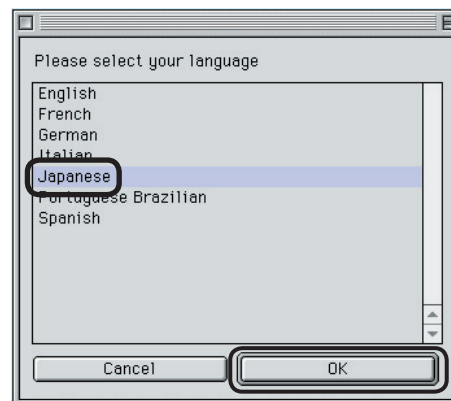 Please select your language
English
French
German
Italian
Japanese
Portuguese Brazilian
Spanish
Cancel
OK